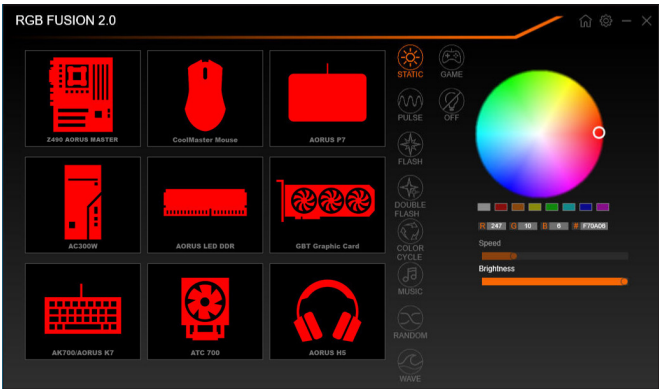 RGB FUSION 2.0
Z490 AORUS MASTER
CoolMaster Mouse
AORUS P7
AC300W
AORUS LED DDR
GBT Graphic Card
AK700/AORUS K7
ATC 700
AORUS H5
STATIC
GAME
PULSE
OFF
FLASH
DOUBLE
FLASH
COLOR
CYCLE
MUSIC
RANDOM
WAVE
R 247 G 10 B 6 # F70A06
Speed
Brightness